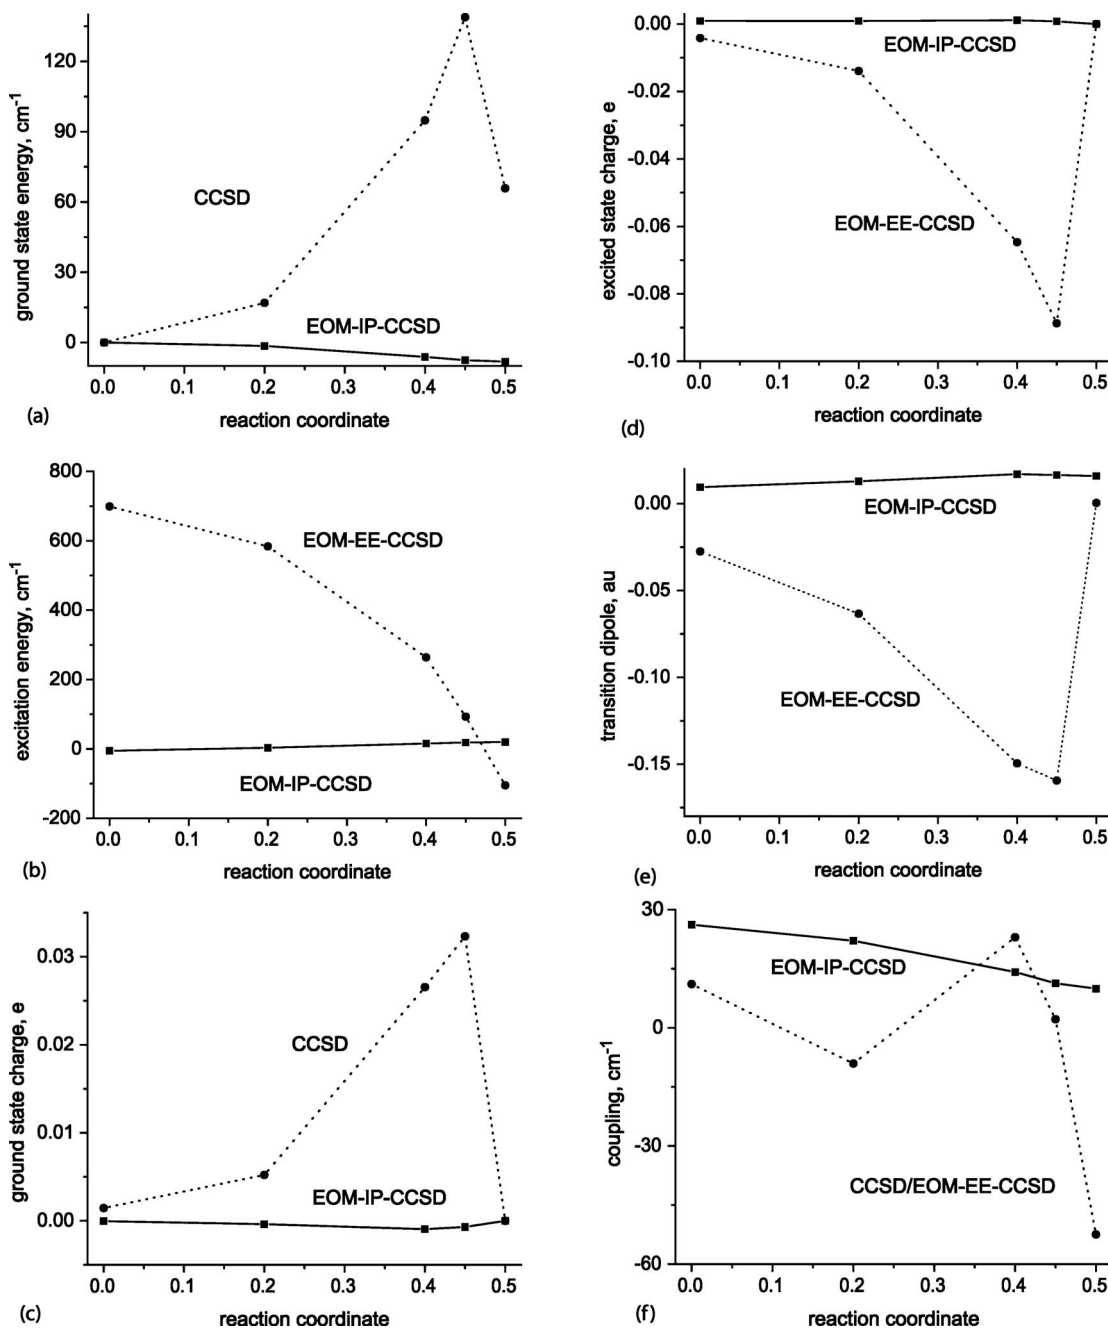 ground state energy, cm-1
120
90
60
30
0
CCSD
EOM-IP-CCSD
0.0 0.1 0.2 0.3 0.4 0.5
(a)
reaction coordinate
excitation energy, cm-1
800
600
400
200
0
-200
EOM-EE-CCSD
EOM-IP-CCSD
0.0 0.1 0.2 0.3 0.4 0.5
(b)
reaction coordinate
ground state charge, e
0.03
0.02
0.01
0.00
CCSD
EOM-IP-CCSD
0.0 0.1 0.2 0.3 0.4 0.5
(c)
reaction coordinate
excited state charge, e
0.00
-0.02
-0.04
-0.06
-0.08
-0.10
EOM-IP-CCSD
EOM-EE-CCSD
0.0 0.1 0.2 0.3 0.4 0.5
(d)
reaction coordinate
transition dipole, au
0.00
-0.05
-0.10
-0.15
EOM-IP-CCSD
EOM-EE-CCSD
0.0 0.1 0.2 0.3 0.4 0.5
(e)
reaction coordinate
coupling, cm-1
30
0
-30
-60
EOM-IP-CCSD
CCSD/EOM-EE-CCSD
0.0 0.1 0.2 0.3 0.4 0.5
(f)
reaction coordinate